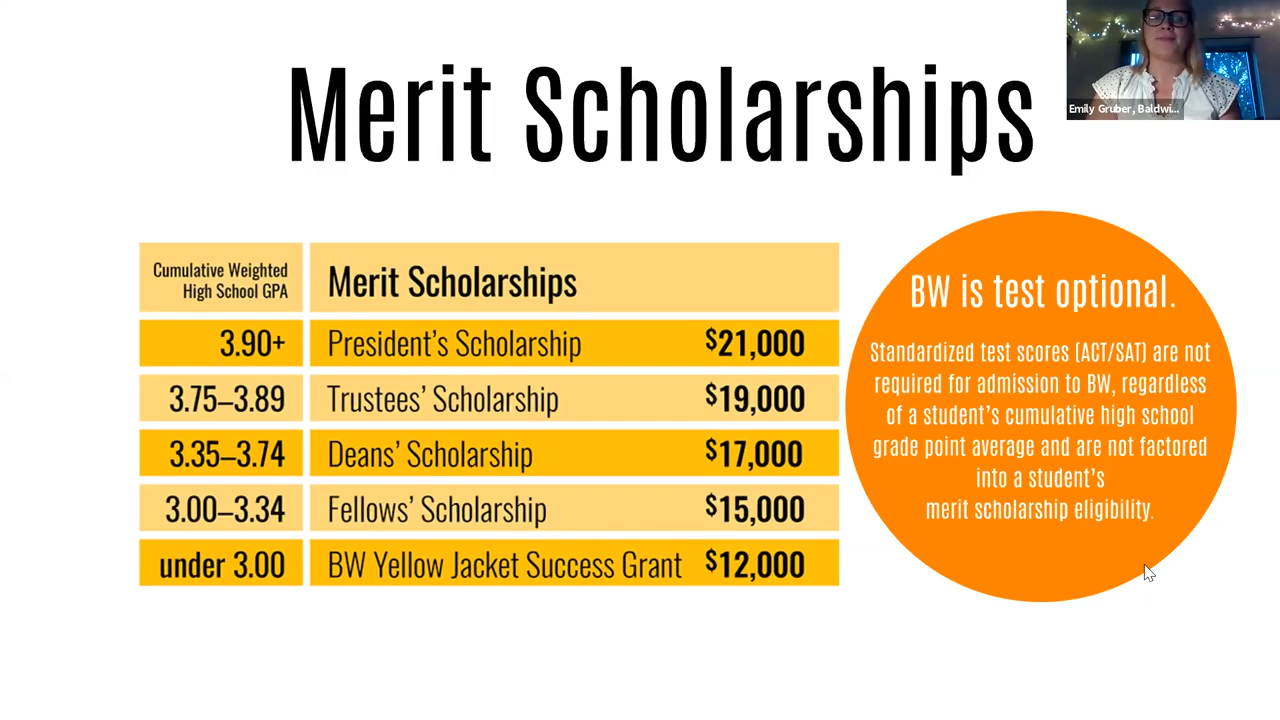 Merit Scholarships
Emily Gruber, Baldwi...
Cumulative Weighted
High School GPA
Merit Scholarships
3.90+ President's Scholarship $21,000
3.75–3.89 Trustees' Scholarship $19,000
3.35–3.74 Deans' Scholarship $17,000
3.00–3.34 Fellows' Scholarship $15,000
under 3.00 BW Yellow Jacket Success Grant $12,000
BW is test optional.
Standardized test scores (ACT/SAT) are not
required for admission to BW, regardless
of a student's cumulative high school
grade point average and are not factored
into a student's
merit scholarship eligibility.